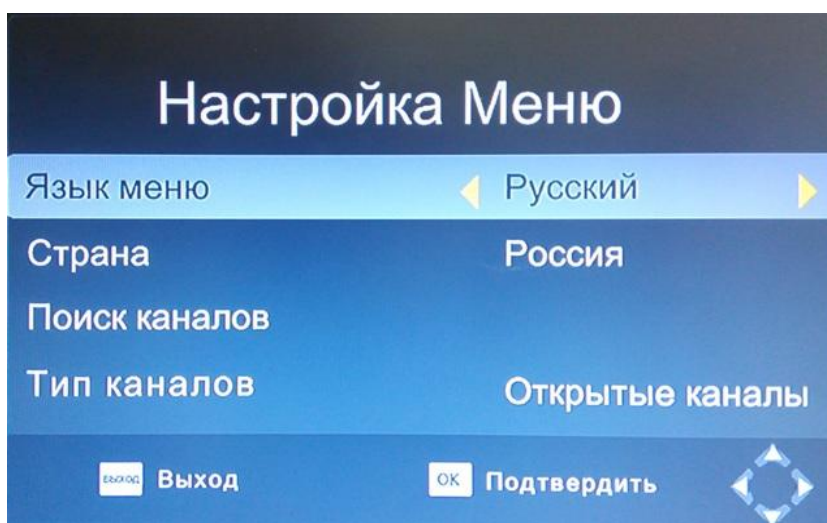 Настройка Меню
Язык меню Русский
Страна Россия
Поиск каналов
Тип каналов Открытые каналы
выход Выход OK Подтвердить